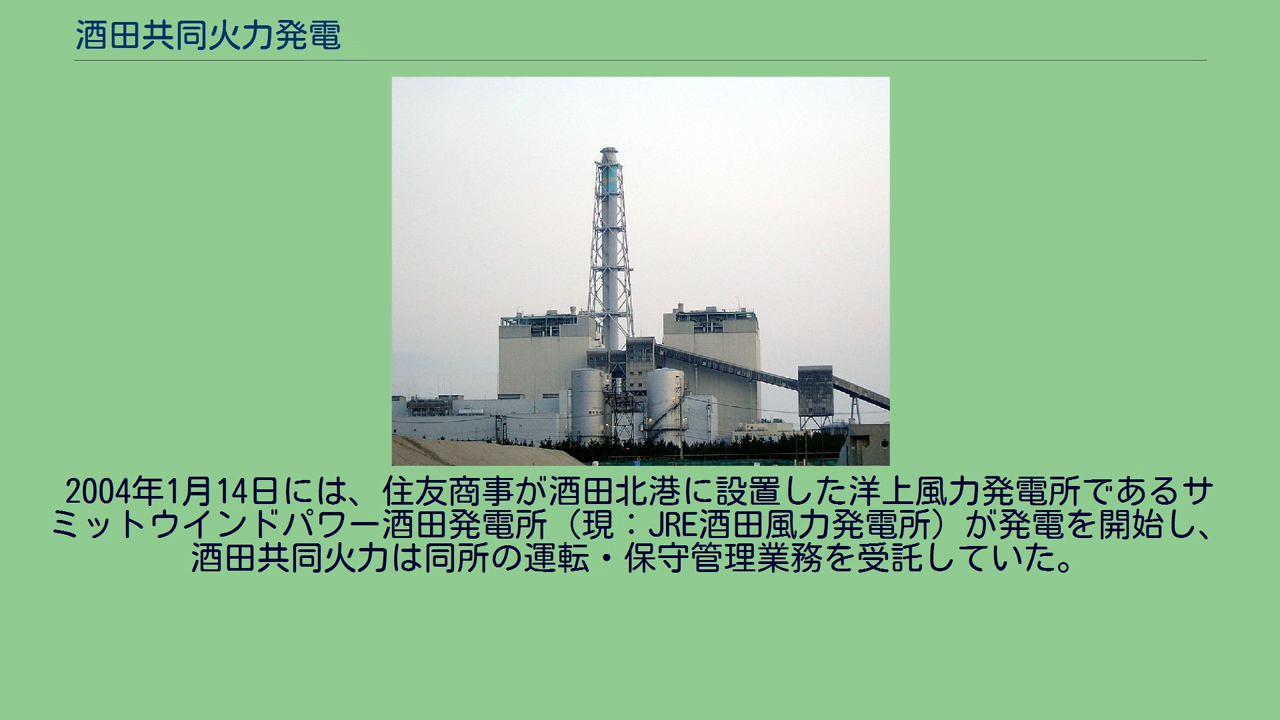 酒田共同火力発電
2004年1月14日には、住友商事が酒田北港に設置した洋上風力発電所であるサ
ミットウインドパワー酒田発電所（現：JRE酒田風力発電所）が発電を開始し、
酒田共同火力は同所の運転・保守管理業務を受託していた。